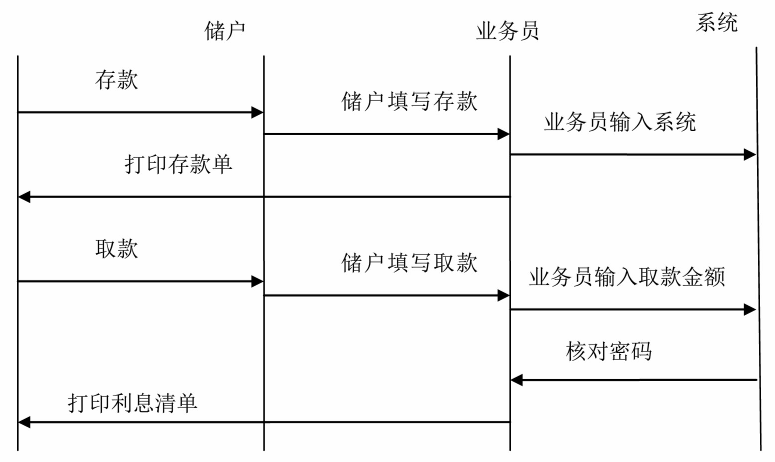 储户
业务员
系统
存款
储户填写存款
业务员输入系统
打印存款单
取款
储户填写取款
业务员输入取款金额
核对密码
打印利息清单